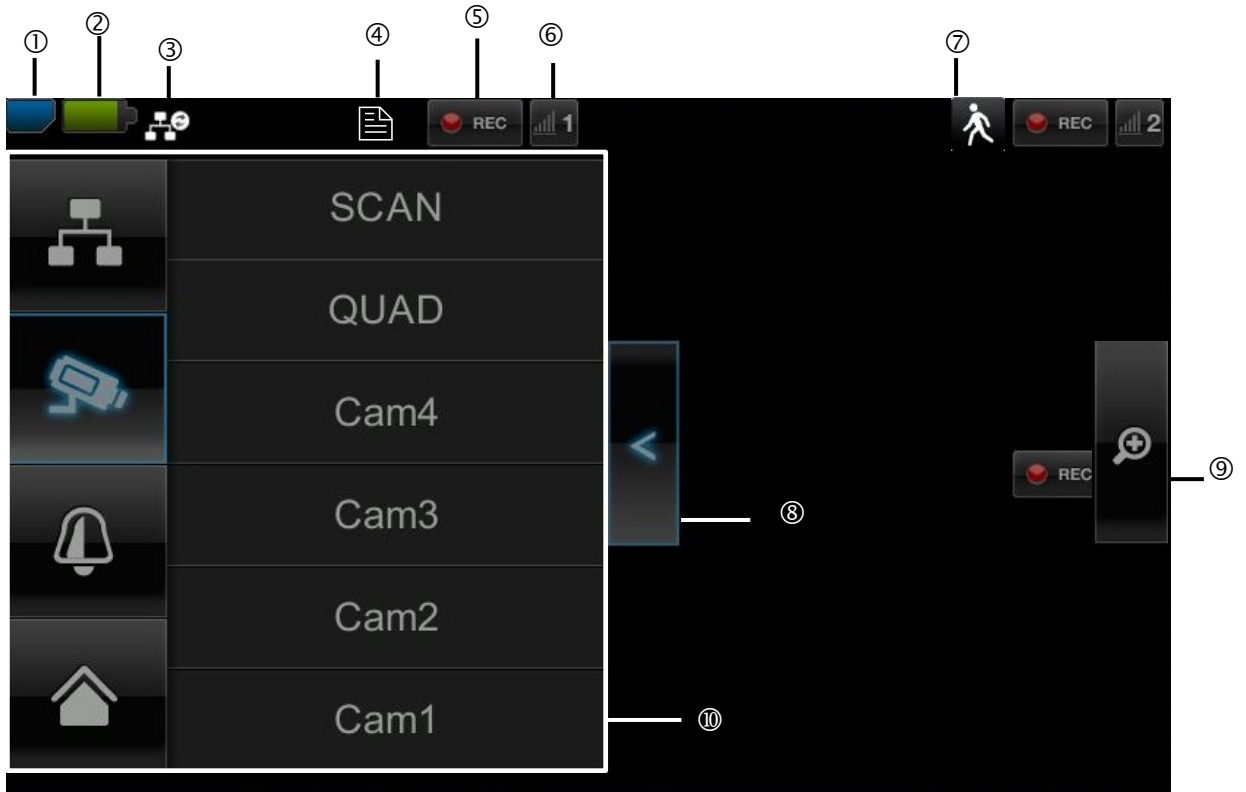 ① ② ③ ④ ⑤ ⑥ ⑦
REC 1 REC 2
SCAN
QUAD
Cam4
<
REC ⑨
Cam3
⑧
Cam2
Cam1 ⑩